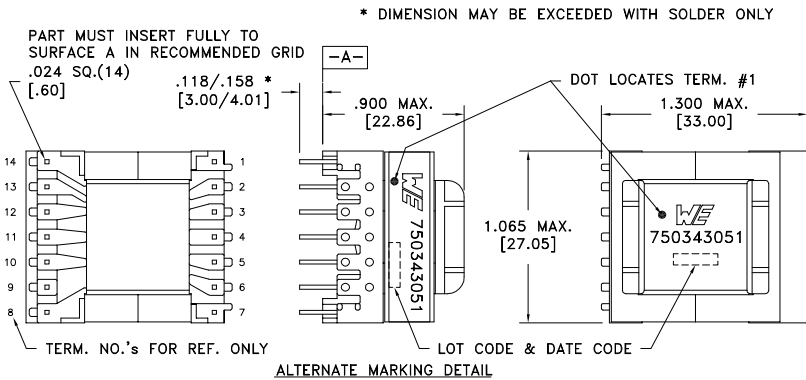 * DIMENSION MAY BE EXCEEDED WITH SOLDER ONLY
PART MUST INSERT FULLY TO
SURFACE A IN RECOMMENDED GRID
.024 SQ.(14)
[.60]
.118/.158 *
[3.00/4.01]
-A-
.900 MAX.
[22.86]
DOT LOCATES TERM. #1
1.300 MAX.
[33.00]
14
13
12
11
10
9
8
1
2
3
4
5
6
7
WE 750343051
1.065 MAX.
[27.05]
WE
750343051
TERM. NO.'s FOR REF. ONLY
LOT CODE & DATE CODE
ALTERNATE MARKING DETAIL